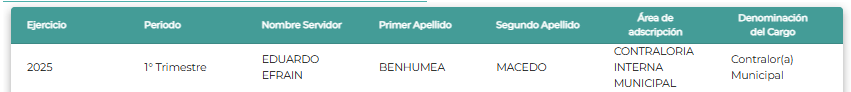 Ejercicio Periodo Nombre Servidor Primer Apellido Segundo Apellido Área de adscripción Denominación del Cargo
2025 1° Trimestre EDUARDO EFRAIN BENHUMEA MACEDO CONTRALORIA INTERNA MUNICIPAL Contralor(a) Municipal